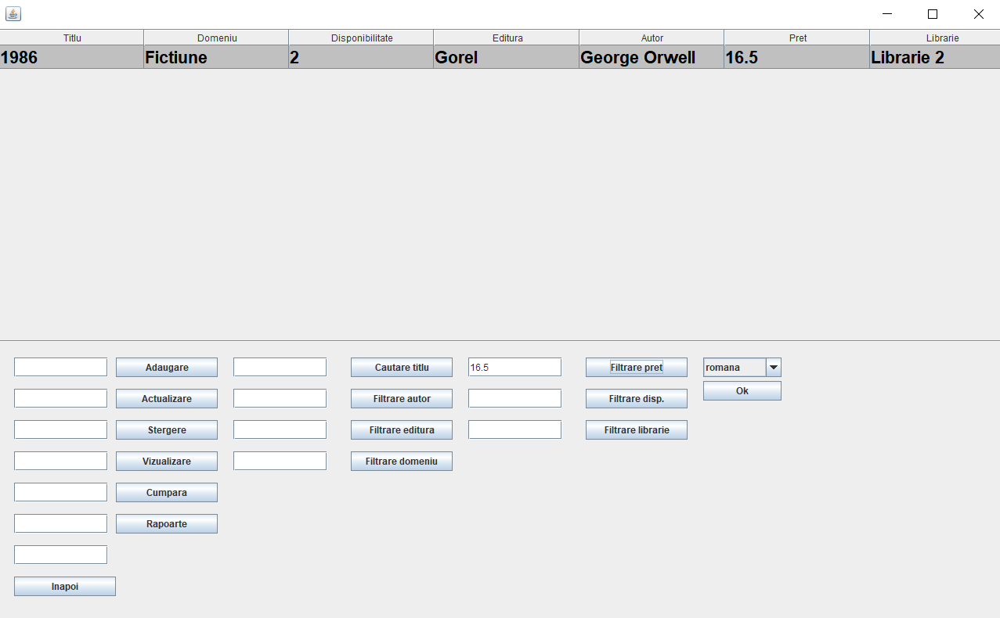 Titlu Domeniu Disponibilitate Editura Autor Pret Librarie
1986 Fictiune 2 Gorel George Orwell 16.5 Librarie 2
Adaugare Cautare titlu 16.5 Filtrare pret romana
Ok
Actualizare Filtrare autor Filtrare disp.
Stergere Filtrare editura Filtrare librarie
Vizualizare Filtrare domeniu
Cumpara
Rapoarte
Inapoi